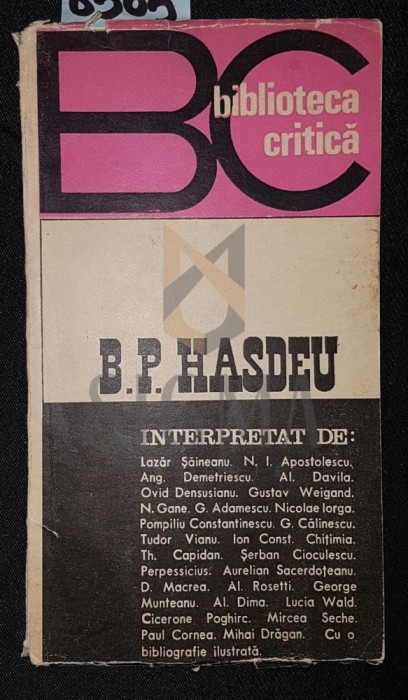 BC
biblioteca
critică
B.P. HASDEU
SIGMA
INTERPRETAT DE:
Lazăr Şăineanu. N. I. Apostolescu.
Ang. Demetriescu. Al. Davila.
Ovid Densusianu. Gustav Weigand.
N. Gane. G. Adamescu. Nicolae Iorga.
Pompiliu Constantinescu. G. Călinescu.
Tudor Vianu. Ion Const. Chiţimia.
Th. Capidan. Şerban Cioculescu.
Perpessicius. Aurelian Sacerdoţeanu.
D. Macrea. Al. Rosetti. George
Munteanu. Al. Dima. Lucia Wald.
Cicerone Poghirc. Mircea Seche.
Paul Cornea. Mihai Drăgan. Cu o
bibliografie ilustrată.